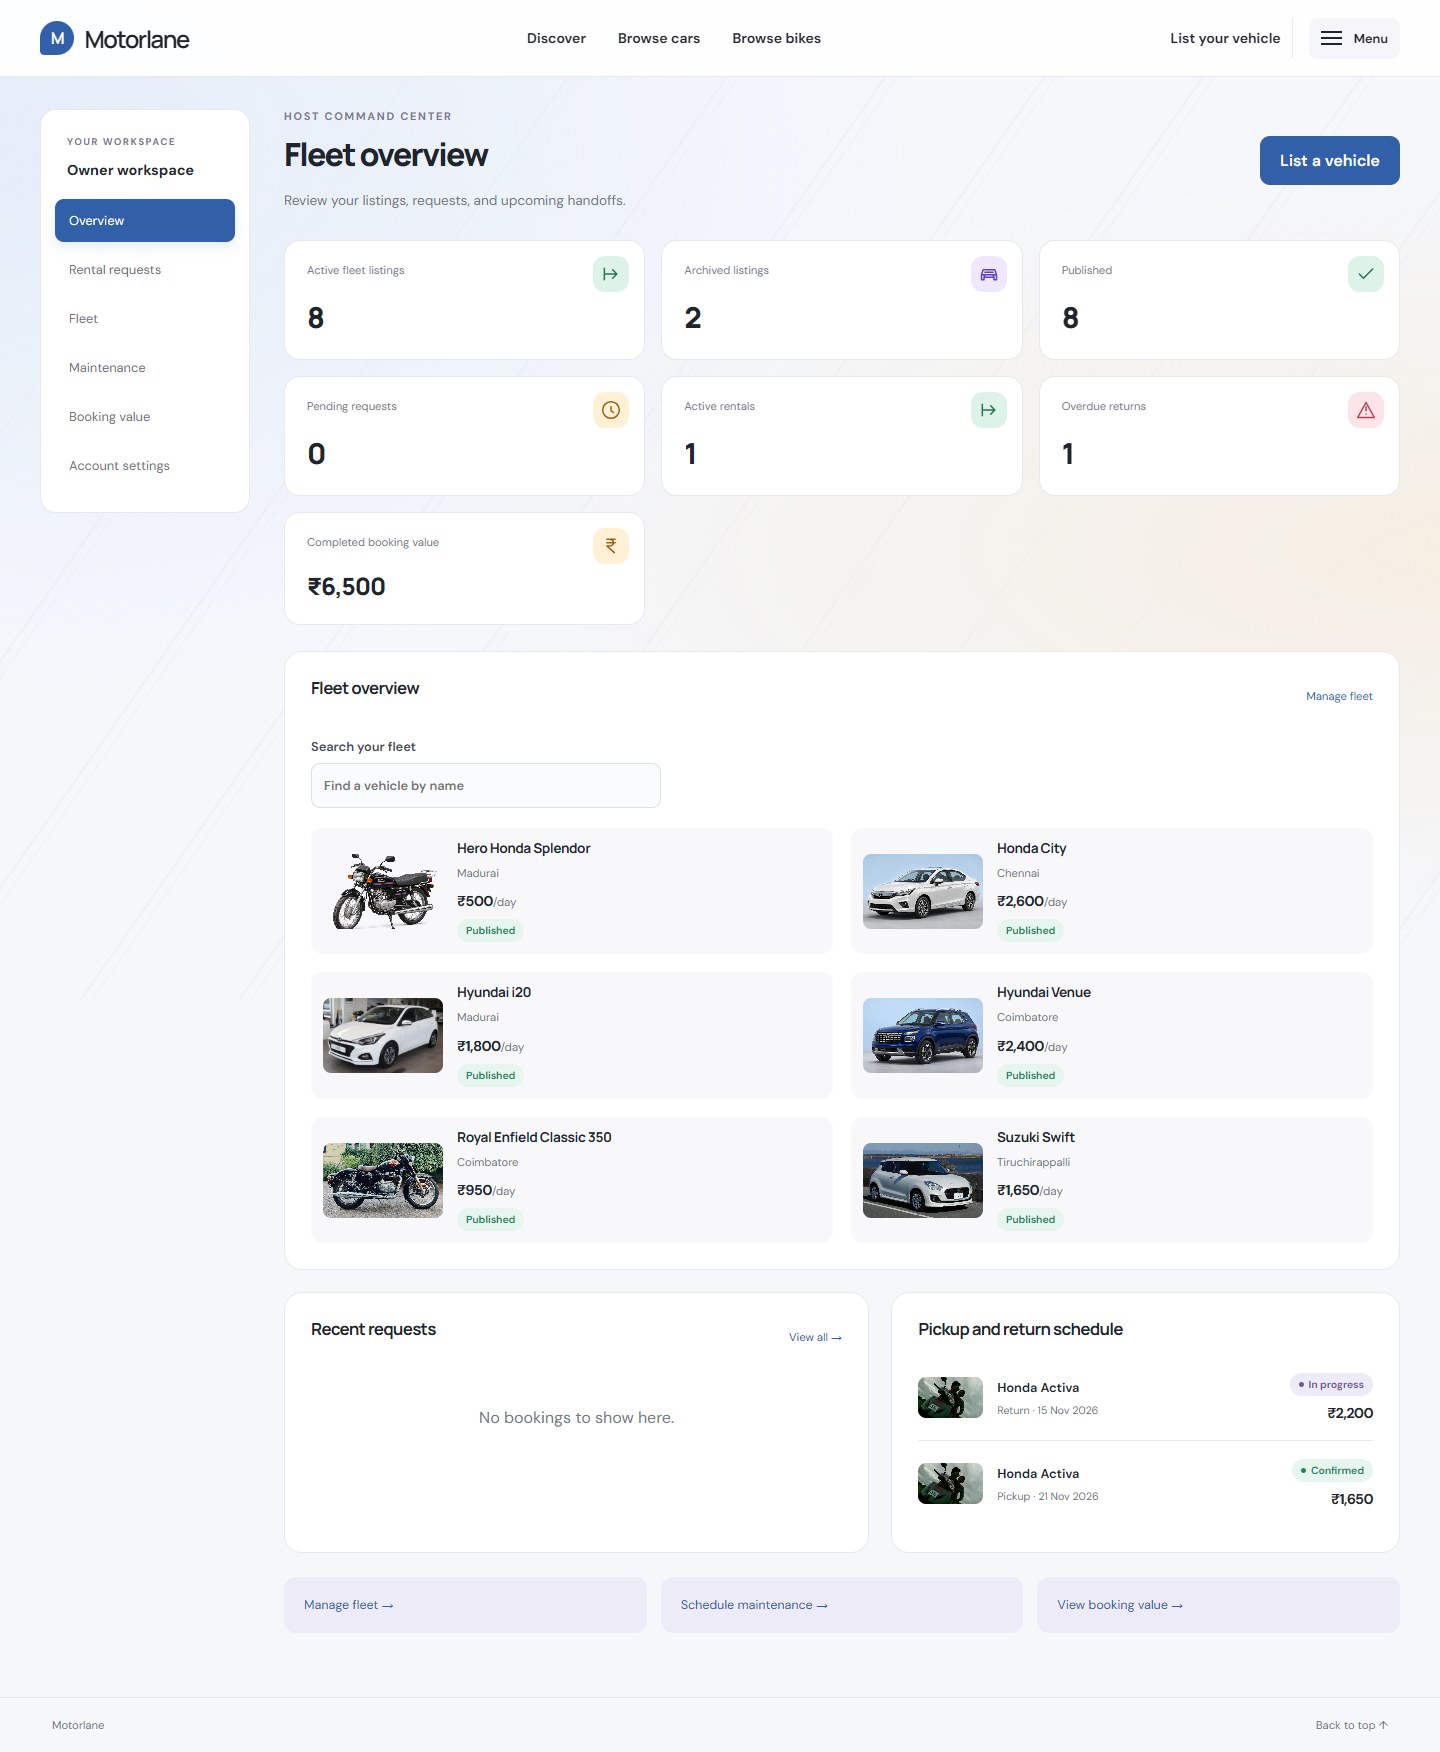 M Motorlane
Discover Browse cars Browse bikes
List your vehicle Menu
YOUR WORKSPACE
Owner workspace
Overview
Rental requests
Fleet
Maintenance
Booking value
Account settings
HOST COMMAND CENTER
Fleet overview
Review your listings, requests, and upcoming handoffs.
List a vehicle
Active fleet listings
8
Archived listings
2
Published
8
Pending requests
0
Active rentals
1
Overdue returns
1
Completed booking value
₹
₹6,500
Fleet overview
Manage fleet
Search your fleet
Find a vehicle by name
Hero Honda Splendor
Madurai
₹500/day
Published
Honda City
Chennai
₹2,600/day
Published
Hyundai i20
Madurai
₹1,800/day
Published
Hyundai Venue
Coimbatore
₹2,400/day
Published
Royal Enfield Classic 350
Coimbatore
₹950/day
Published
Suzuki Swift
Tiruchirappalli
₹1,650/day
Published
Recent requests
View all →
No bookings to show here.
Pickup and return schedule
Honda Activa
Return · 15 Nov 2026
• In progress
₹2,200
Honda Activa
Pickup · 21 Nov 2026
• Confirmed
₹1,650
Manage fleet →
Schedule maintenance →
View booking value →
Motorlane
Back to top ↑